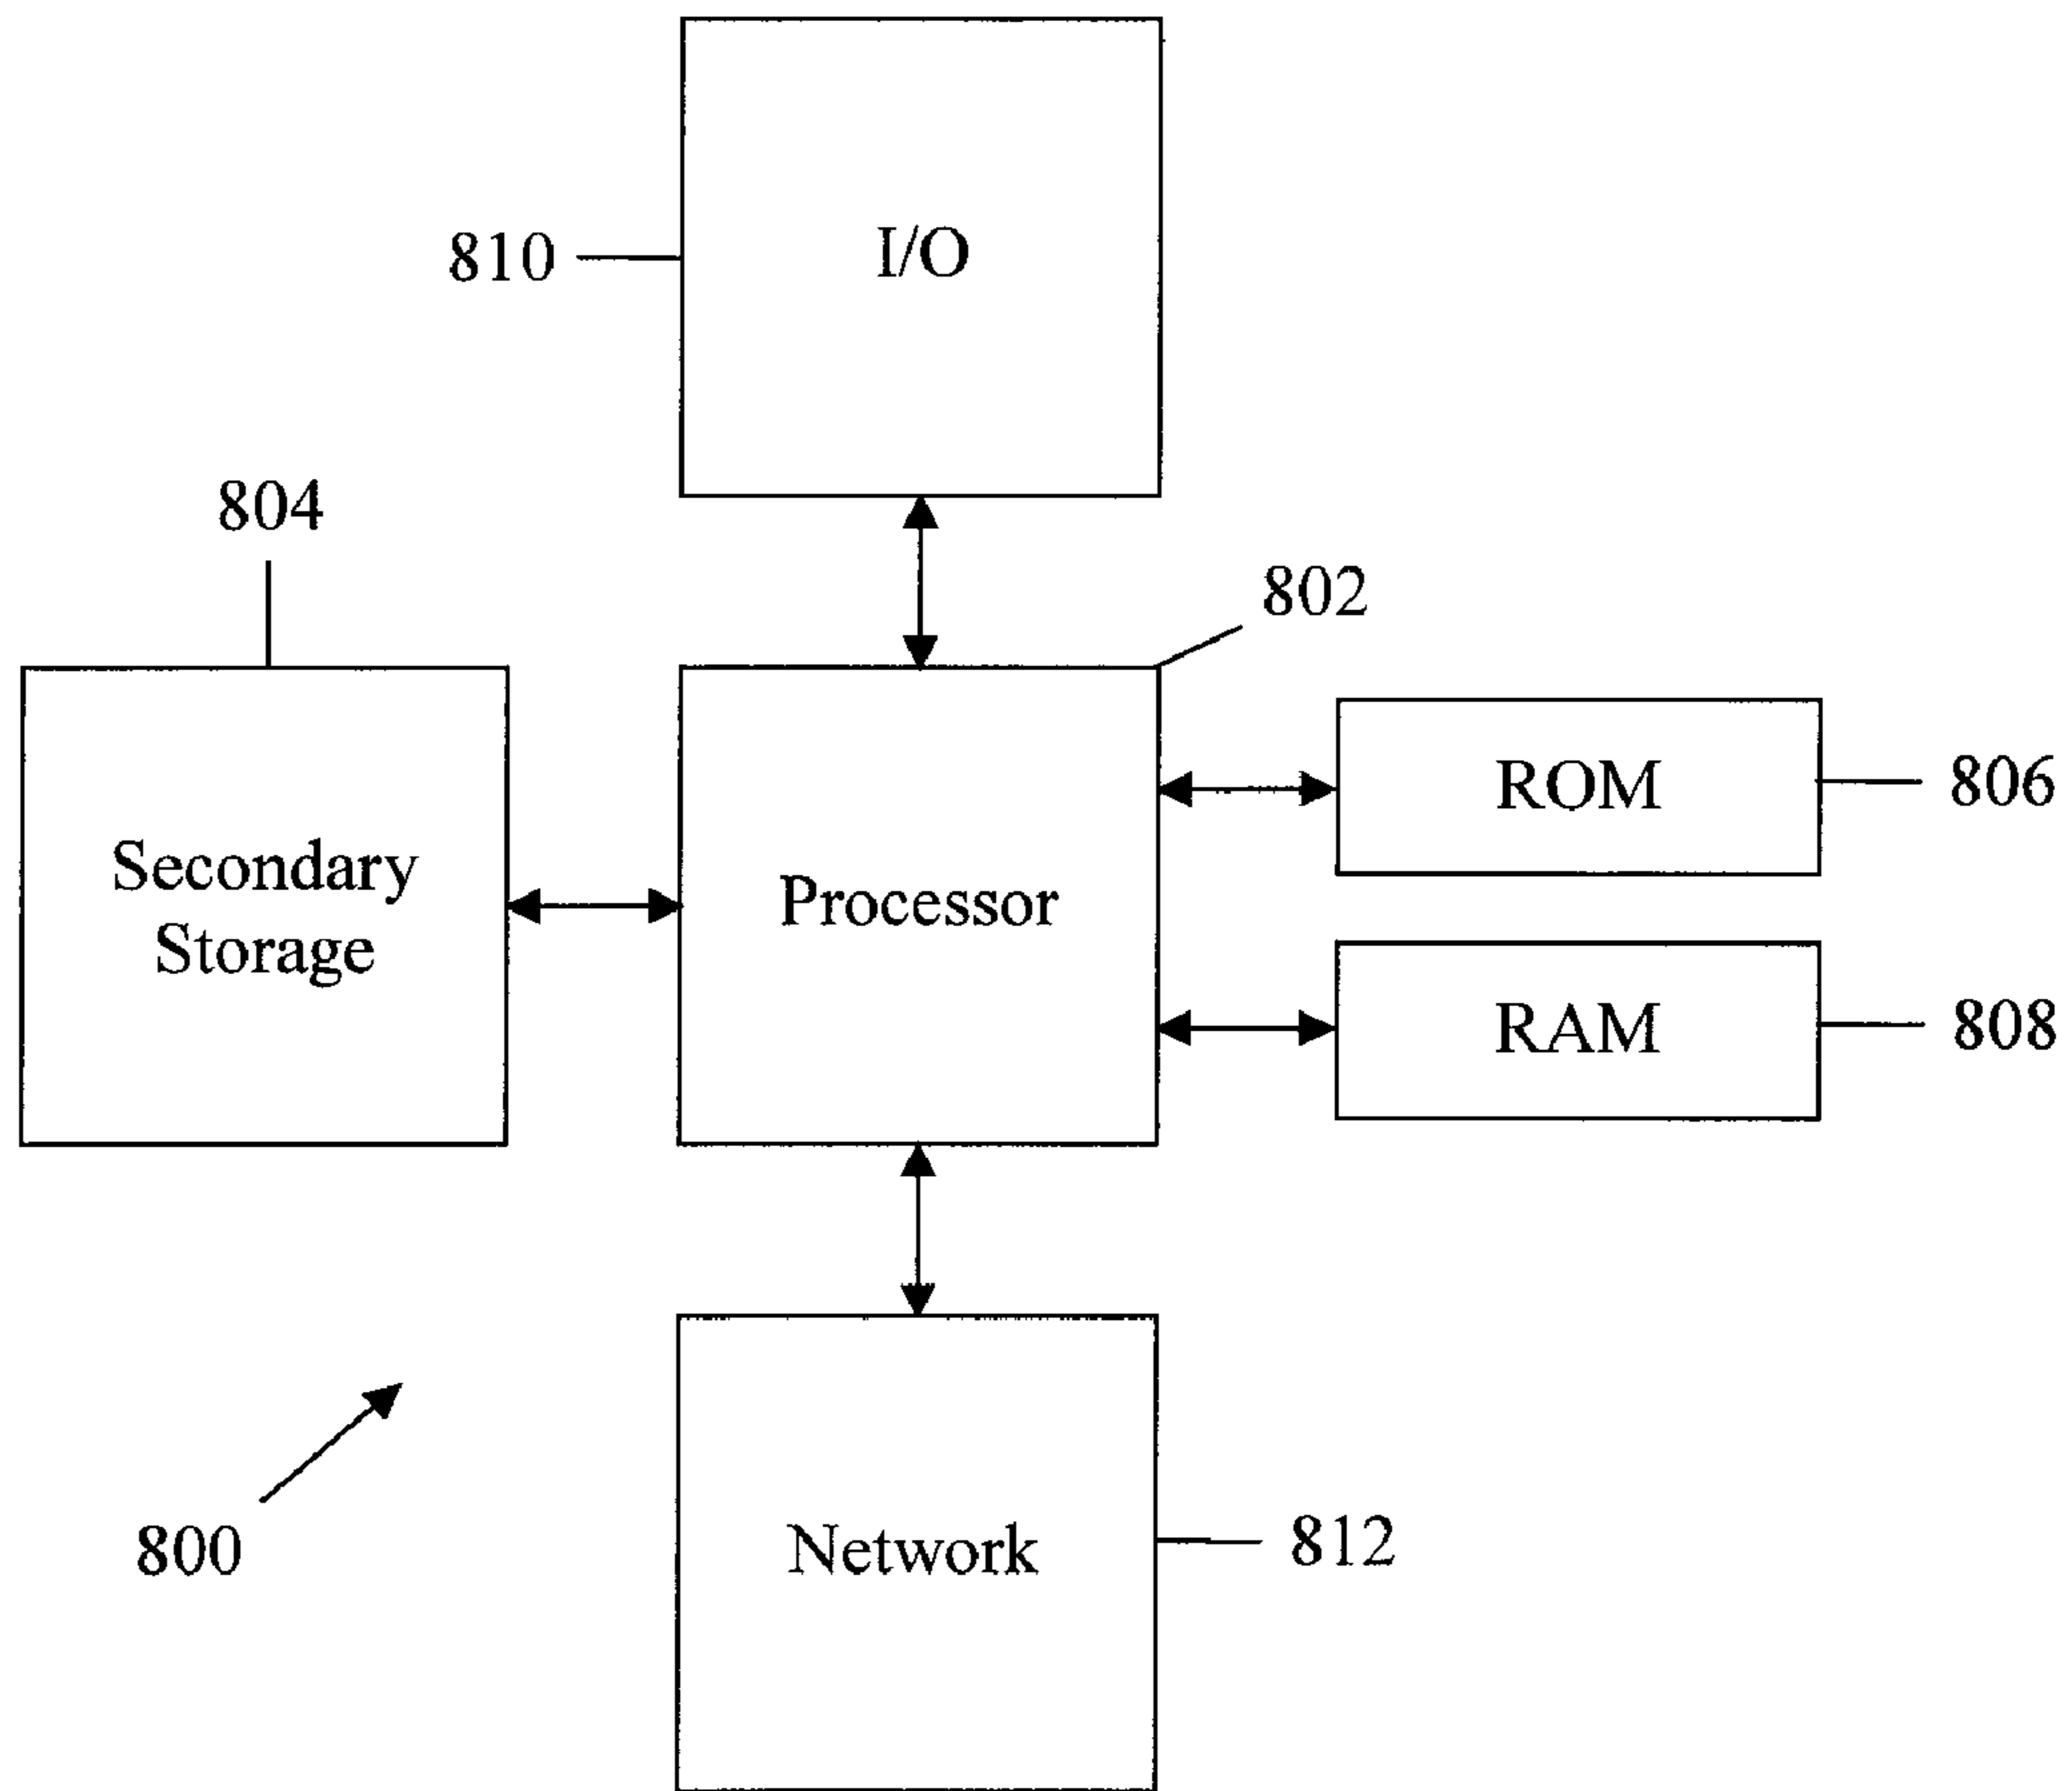 I/O
810
804
802
ROM
806
Secondary
Storage
Processor
RAM
808
800
Network
812